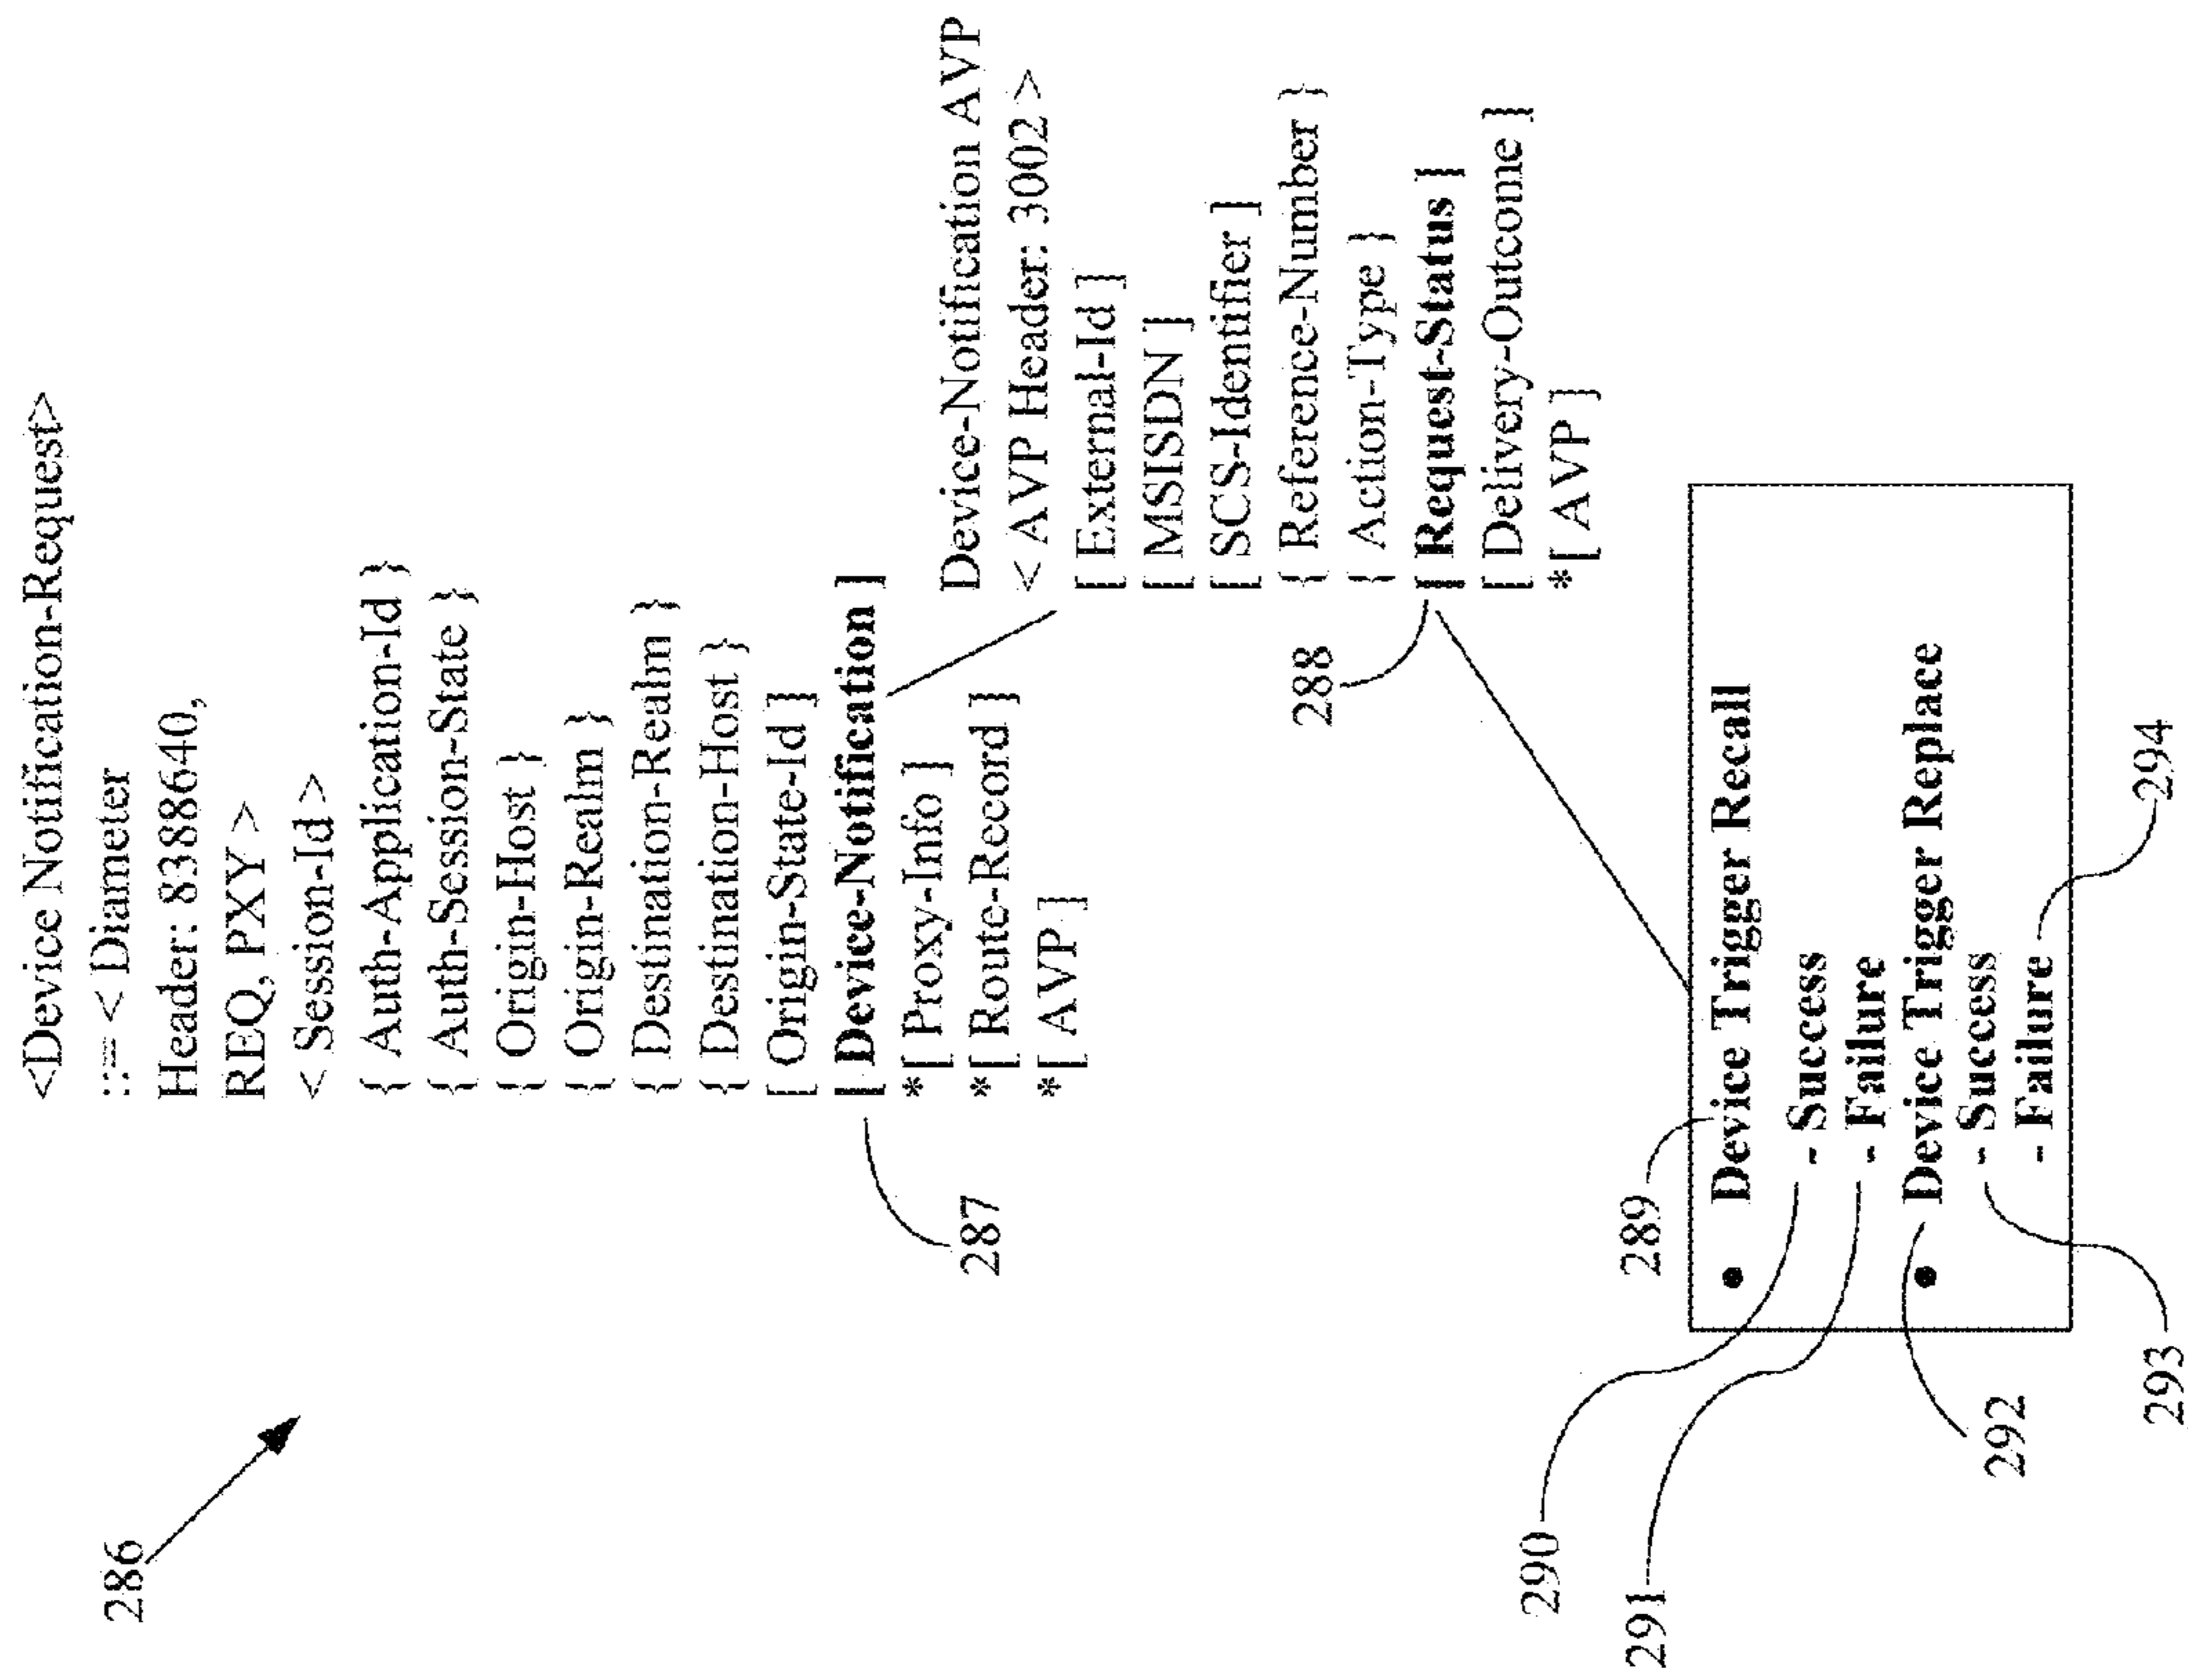 286
<Device Notification-Request>
::= < Diameter
Header: 8388640,
REQ, PXY >
< Session-Id >
{ Auth-Application-Id }
{ Auth-Session-State }
{ Origin-Host }
{ Origin-Realm }
{ Destination-Realm }
{ Destination-Host }
[ Origin-State-Id ]
[ Device-Notification ]
*[ Proxy-Info ]
*[ Route-Record ]
*[ AVP ]
287
Device-Notification AVP
< AVP Header: 3002 >
[ External-Id ]
[ MSISDN ]
[ SCS-Identifier ]
{ Reference-Number }
{ Action-Type }
[ Request-Status ]
[ Delivery-Outcome ]
*[ AVP ]
288
289
• Device Trigger Recall
- Success
- Failure
• Device Trigger Replace
- Success
- Failure
290
291
292
293
294